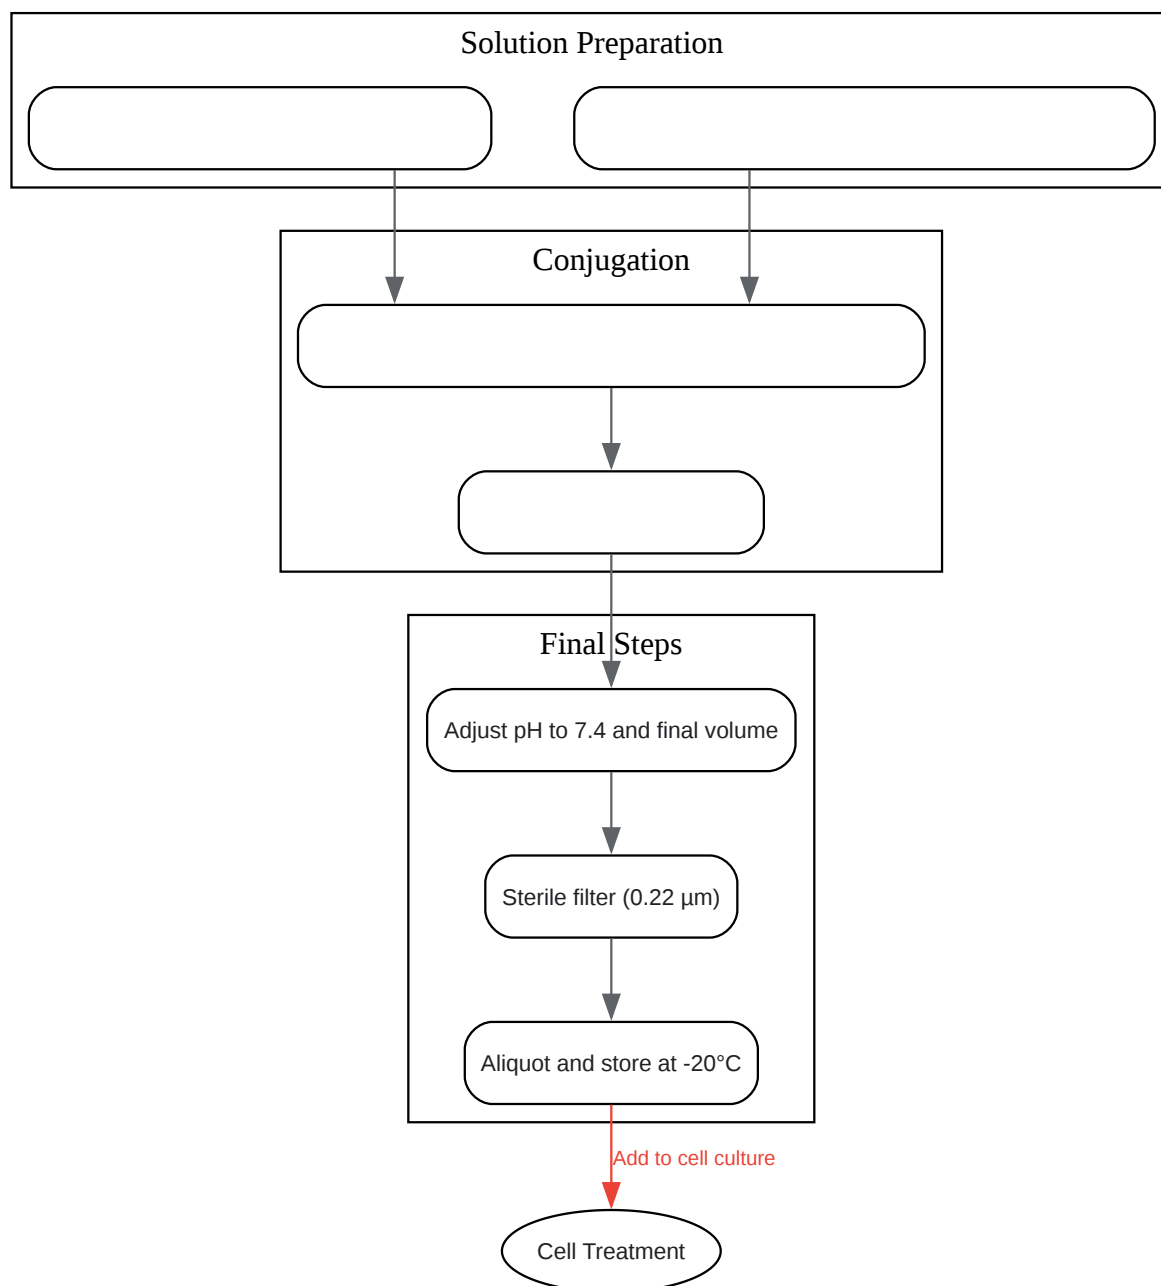 Solution Preparation
Conjugation
Final Steps
Adjust pH to 7.4 and final volume
Sterile filter (0.22 µm)
Aliquot and store at -20°C
Add to cell culture
Cell Treatment